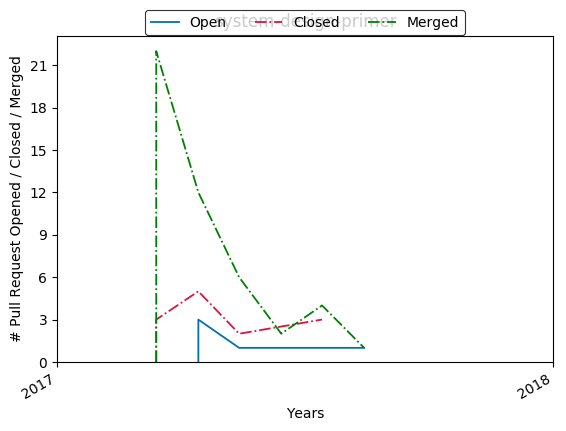 system-design-primer
Open Closed Merged
# Pull Request Opened / Closed / Merged
21
18
15
12
9
6
3
0
2017 2018
Years